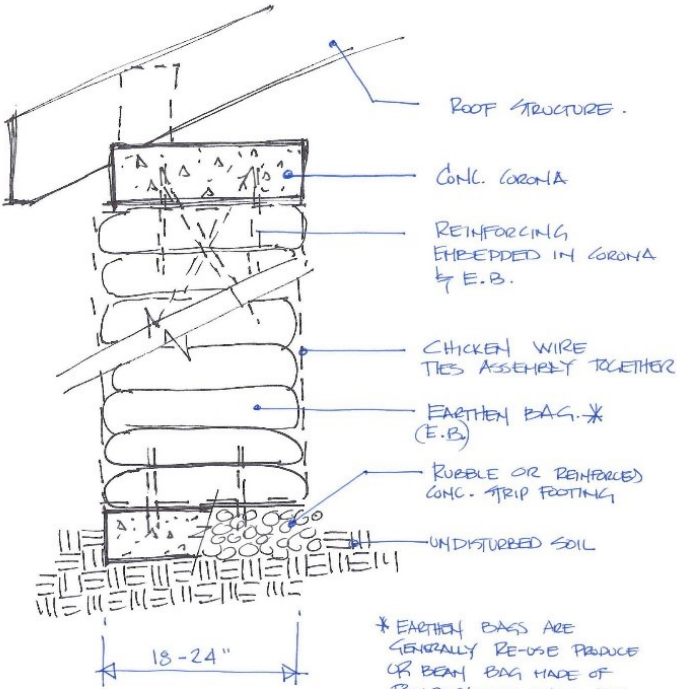 ROOF STRUCTURE.
CONC. CORONA
REINFORCING
EMBEDDED IN CORONA
& E.B.
CHICKEN WIRE
TIES ASSEMBLY TOGETHER
EARTHEN BAG.*
(E.B)
RUBBLE OR REINFORCED
CONC. STRIP FOOTING
UNDISTURBED SOIL
18-24"
* EARTHEN BAGS ARE
GENERALLY RE-USE PRODUCE
OR BEAN BAG MADE OF